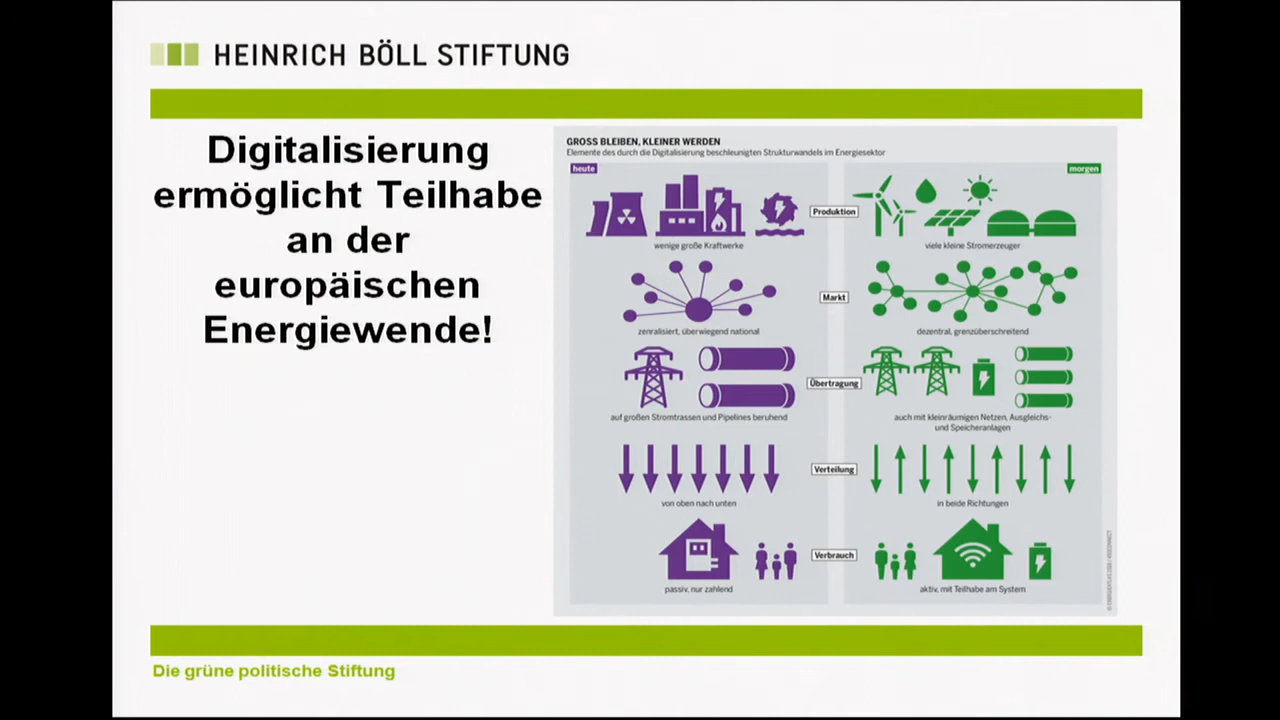 HEINRICH BÖLL STIFTUNG
Digitalisierung
ermöglicht Teilhabe
an der
europäischen
Energiewende!
GROSS BLEIBEN, KLEINER WERDEN
Elemente des durch die Digitalisierung beschleunigten Strukturwandels im Energiesektor
heute
morgen
Produktion
wenige große Kraftwerke
viele kleine Stromerzeuger
Markt
zenralisiert, überwiegend national
dezentral, grenzüberschreitend
Übertragung
auf großen Stromtrassen und Pipelines beruhend
auch mit kleinräumigen Netzen, Ausgleichs-
und Speicheranlagen
Verteilung
von oben nach unten
in beide Richtungen
Verbrauch
passiv, nur zahlend
aktiv, mit Teilhabe am System
Die grüne politische Stiftung